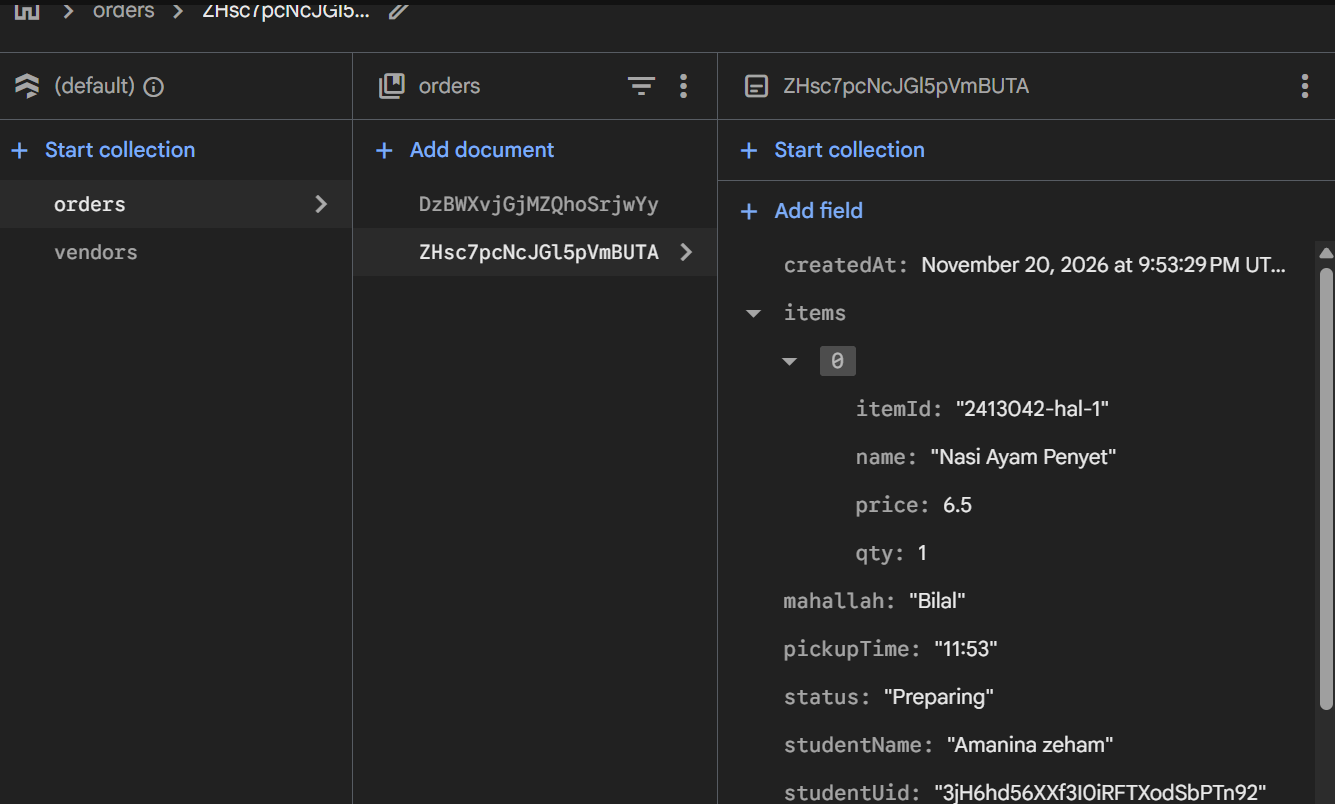 orders ZHsc7pcNcJGl5...
(default) orders ZHsc7pcNcJGl5pVmBUTA
+ Start collection + Add document + Start collection
orders DzBWXvjGjMZQhoSrjwYy + Add field
vendors ZHsc7pcNcJGl5pVmBUTA
createdAt: November 20, 2026 at 9:53:29 PM UT...
items
0
itemId: "2413042-hal-1"
name: "Nasi Ayam Penyet"
price: 6.5
qty: 1
mahallah: "Bilal"
pickupTime: "11:53"
status: "Preparing"
studentName: "Amanina zeham"
studentUid: "3jH6hd56XXf3I0iRFTXodSbPTn92"